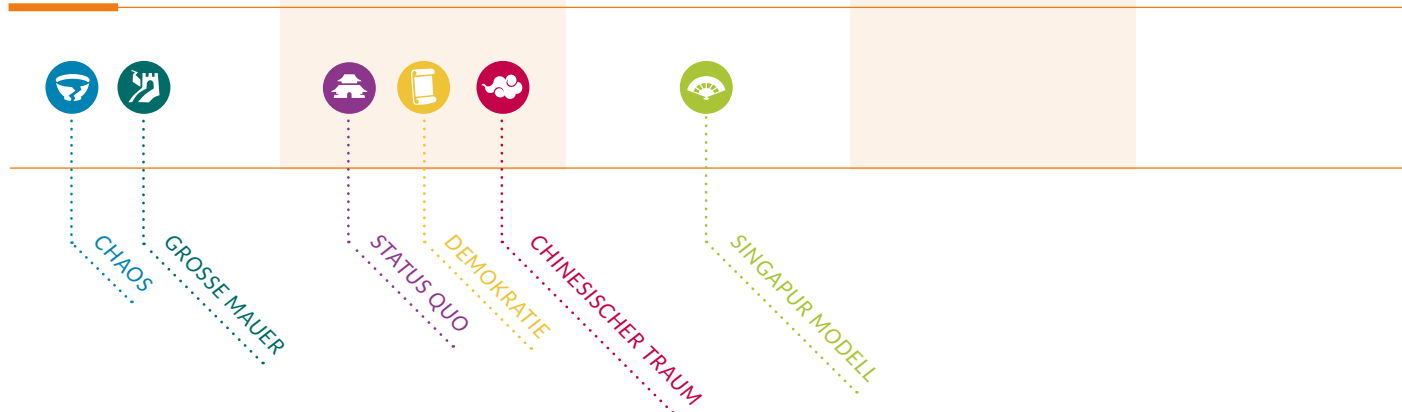 CHAOS
GROSSE MAUER
STATUS QUO
DEMOKRATIE
CHINESISCHER TRAUM
SINGAPUR MODELL